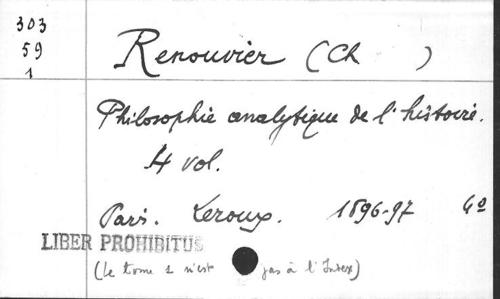 303
59
1
Renouvier (Ch )
Philosophie analytique de l'histoire.
4 vol.
Paris. Leroux. 1896-97 4°
LIBER PROHIBITUS
(le tome 1 n'est pas à l'Index)